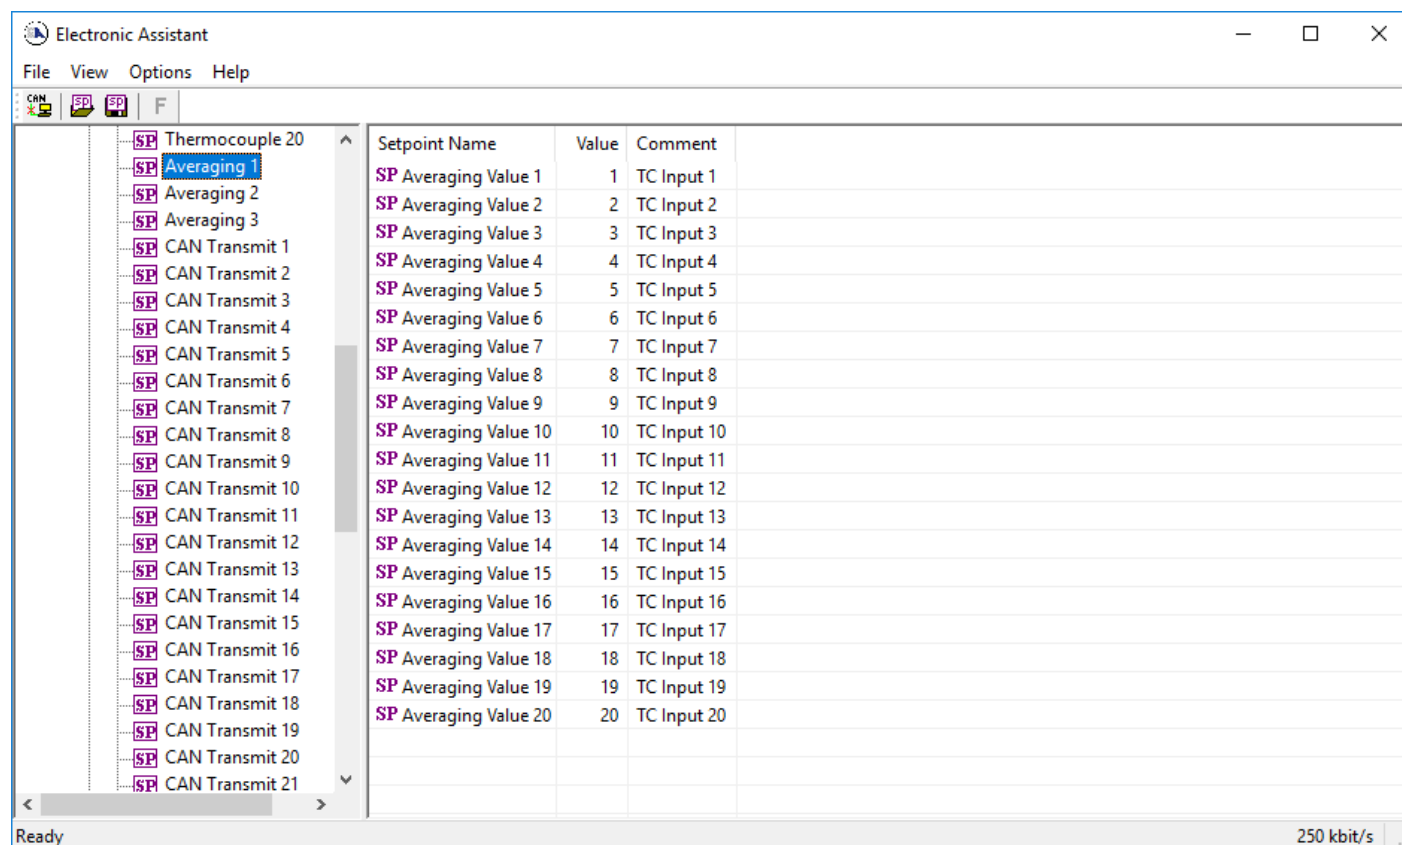 Electronic Assistant
File View Options Help
CAN SP SP F
SP Thermocouple 20
SP Averaging 1
SP Averaging 2
SP Averaging 3
SP CAN Transmit 1
SP CAN Transmit 2
SP CAN Transmit 3
SP CAN Transmit 4
SP CAN Transmit 5
SP CAN Transmit 6
SP CAN Transmit 7
SP CAN Transmit 8
SP CAN Transmit 9
SP CAN Transmit 10
SP CAN Transmit 11
SP CAN Transmit 12
SP CAN Transmit 13
SP CAN Transmit 14
SP CAN Transmit 15
SP CAN Transmit 16
SP CAN Transmit 17
SP CAN Transmit 18
SP CAN Transmit 19
SP CAN Transmit 20
SP CAN Transmit 21
Setpoint Name Value Comment
SP Averaging Value 1 1 TC Input 1
SP Averaging Value 2 2 TC Input 2
SP Averaging Value 3 3 TC Input 3
SP Averaging Value 4 4 TC Input 4
SP Averaging Value 5 5 TC Input 5
SP Averaging Value 6 6 TC Input 6
SP Averaging Value 7 7 TC Input 7
SP Averaging Value 8 8 TC Input 8
SP Averaging Value 9 9 TC Input 9
SP Averaging Value 10 10 TC Input 10
SP Averaging Value 11 11 TC Input 11
SP Averaging Value 12 12 TC Input 12
SP Averaging Value 13 13 TC Input 13
SP Averaging Value 14 14 TC Input 14
SP Averaging Value 15 15 TC Input 15
SP Averaging Value 16 16 TC Input 16
SP Averaging Value 17 17 TC Input 17
SP Averaging Value 18 18 TC Input 18
SP Averaging Value 19 19 TC Input 19
SP Averaging Value 20 20 TC Input 20
Ready 250 kbit/s